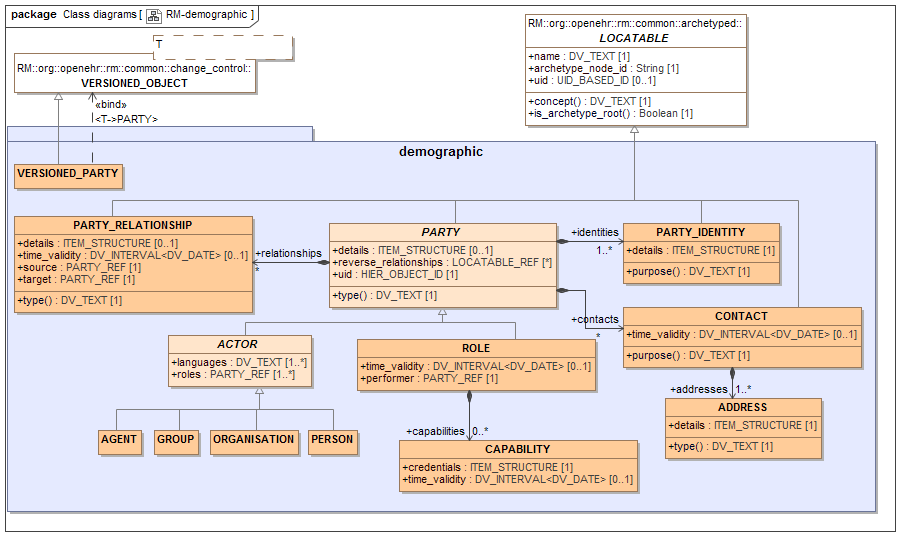 package Class diagrams [ RM-demographic ]
T
RM::org::openehr::rm::common::change_control::
VERSIONED_OBJECT
RM::org::openehr::rm::common::archetyped::
LOCATABLE
+name : DV_TEXT [1]
+archetype_node_id : String [1]
+uid : UID_BASED_ID [0..1]
+concept() : DV_TEXT [1]
+is_archetype_root() : Boolean [1]
«bind»
<T->PARTY>
demographic
VERSIONED_PARTY
PARTY_RELATIONSHIP
+details : ITEM_STRUCTURE [0..1]
+time_validity : DV_INTERVAL<DV_DATE> [0..1]
+source : PARTY_REF [1]
+target : PARTY_REF [1]
+type() : DV_TEXT [1]
+relationships
*
PARTY
+details : ITEM_STRUCTURE [0..1]
+reverse_relationships : LOCATABLE_REF [*]
+uid : HIER_OBJECT_ID [1]
+type() : DV_TEXT [1]
+identities
1..*
PARTY_IDENTITY
+details : ITEM_STRUCTURE [1]
+purpose() : DV_TEXT [1]
+contacts
*
CONTACT
+time_validity : DV_INTERVAL<DV_DATE> [0..1]
+purpose() : DV_TEXT [1]
ACTOR
+languages : DV_TEXT [1..*]
+roles : PARTY_REF [1..*]
ROLE
+time_validity : DV_INTERVAL<DV_DATE> [0..1]
+performer : PARTY_REF [1]
+addresses 1..*
ADDRESS
+details : ITEM_STRUCTURE [1]
+type() : DV_TEXT [1]
AGENT
GROUP
ORGANISATION
PERSON
+capabilities 0..*
CAPABILITY
+credentials : ITEM_STRUCTURE [1]
+time_validity : DV_INTERVAL<DV_DATE> [0..1]